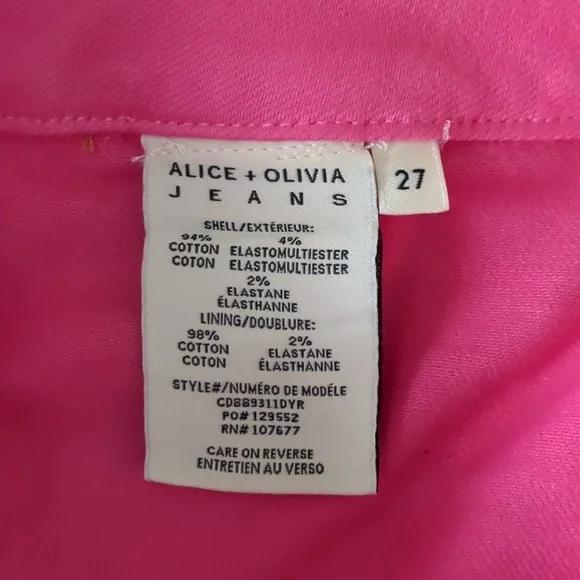 ALICE + OLIVIA
JEANS
27
SHELL/EXTÉRIEUR:
94% 4%
COTTON ELASTOMULTIESTER
COTON ELASTOMULTIESTER
2%
ELASTANE
ÉLASTHANNE
LINING/DOUBLURE:
98% 2%
COTTON ELASTANE
COTON ÉLASTHANNE
STYLE#/NUMÉRO DE MODÉLE
CD889311DYR
PO# 129552
RN# 107677
CARE ON REVERSE
ENTRETIEN AU VERSO